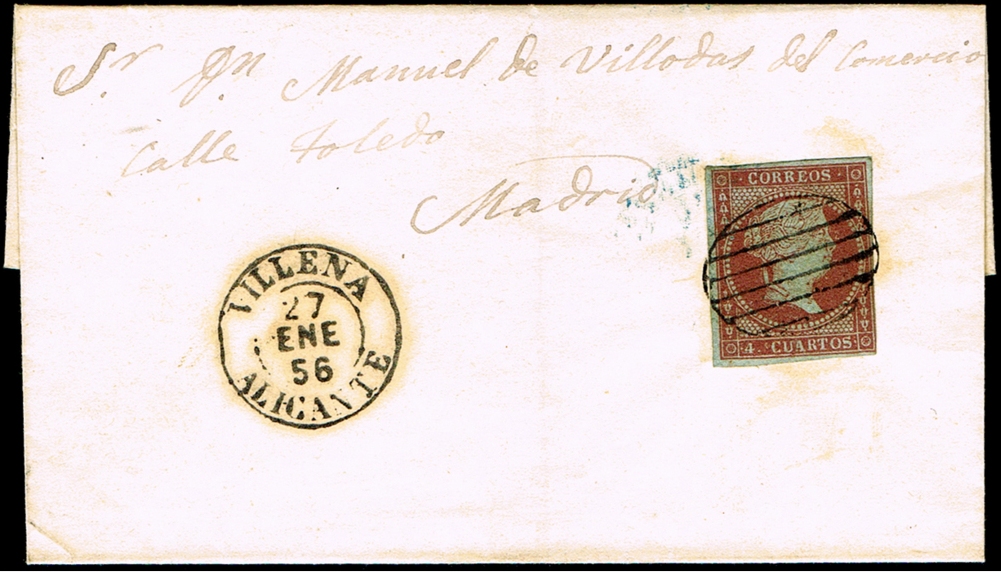 Sr. Dn Manuel de Villodas del Comercio
Calle Toledo
Madrid
CORREOS
4 CUARTOS
VILLENA
27
ENE
56
ALICANTE